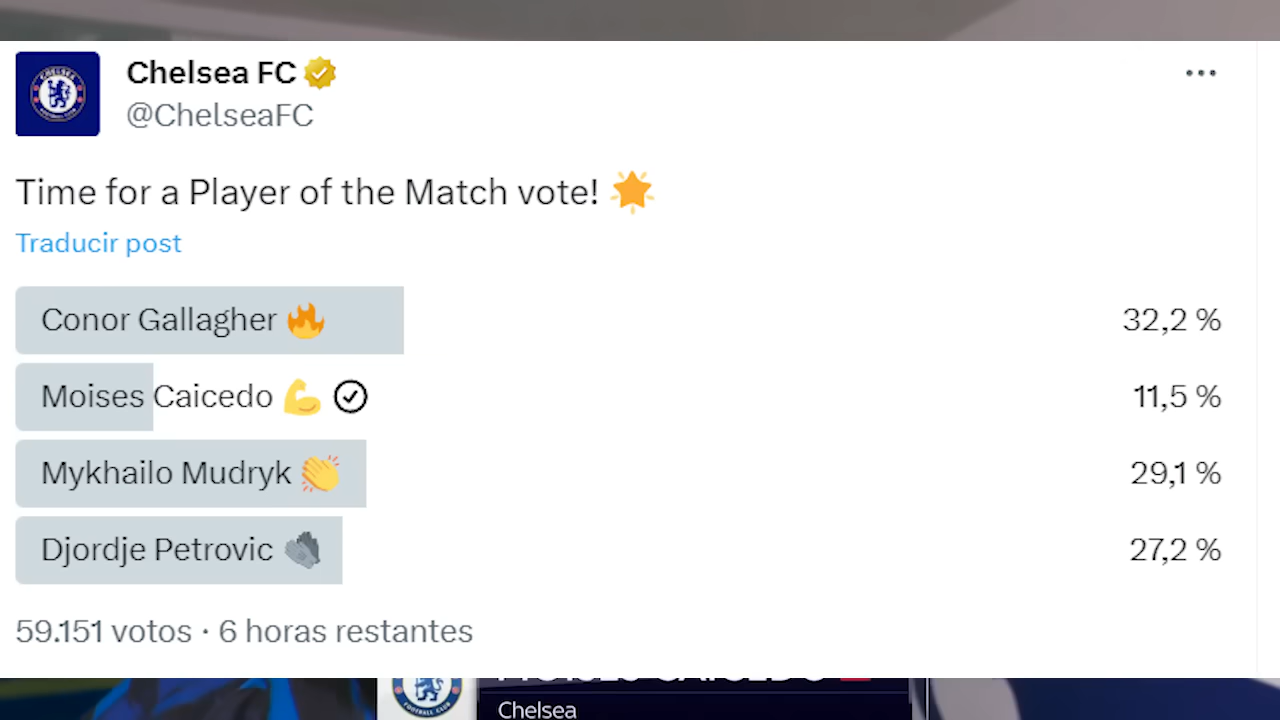 Chelsea FC
@ChelseaFC
Time for a Player of the Match vote! 🌟
Traducir post
Conor Gallagher 🔥 32,2 %
Moises Caicedo 💪 11,5 %
Mykhailo Mudryk 👏 29,1 %
Djordje Petrovic 🧤 27,2 %
59.151 votos · 6 horas restantes
Chelsea